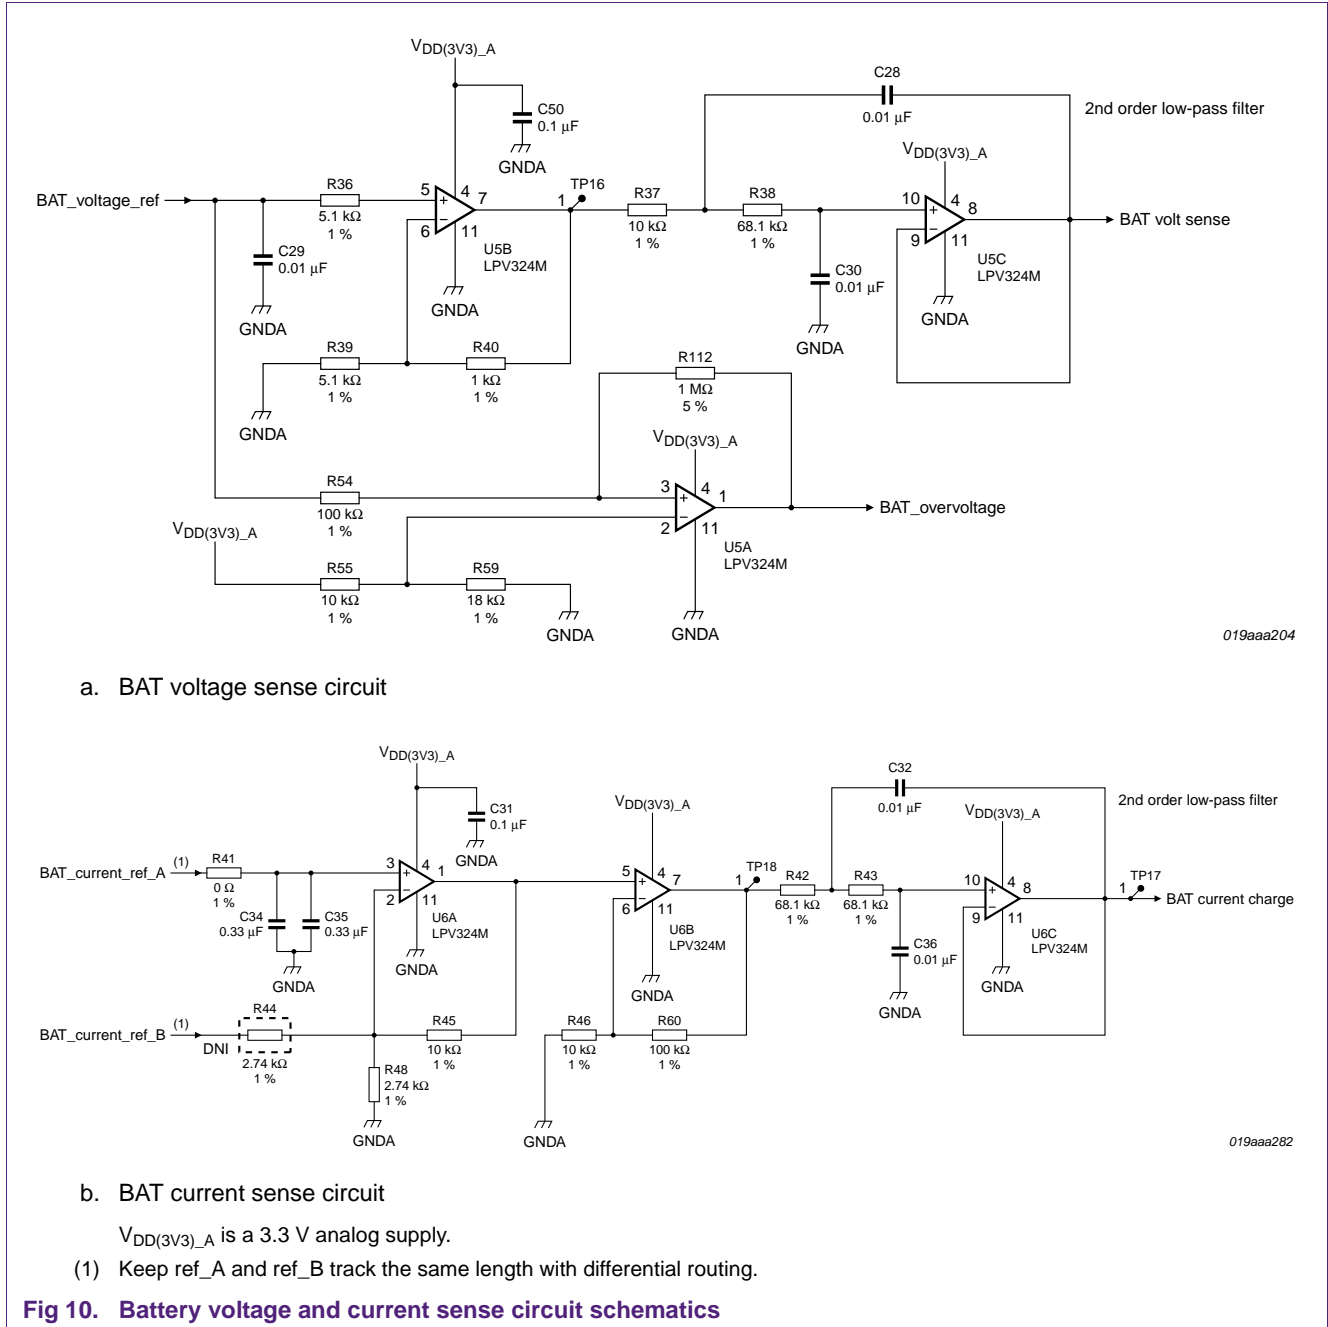 VDD(3V3)_A
C50
0.1 μF
GNDA
C28
0.01 μF
2nd order low-pass filter
BAT_voltage_ref
R36
5.1 kΩ
1 %
C29
0.01 μF
GNDA
5
4
7
+
−
6
11
U5B
LPV324M
GNDA
1
TP16
R37
10 kΩ
1 %
R38
68.1 kΩ
1 %
C30
0.01 μF
GNDA
VDD(3V3)_A
10
4
8
+
−
9
11
U5C
LPV324M
GNDA
BAT volt sense
R39
5.1 kΩ
1 %
GNDA
R40
1 kΩ
1 %
R112
1 MΩ
5 %
VDD(3V3)_A
R54
100 kΩ
1 %
3
4
1
+
−
2
11
U5A
LPV324M
GNDA
BAT_overvoltage
VDD(3V3)_A
R55
10 kΩ
1 %
R59
18 kΩ
1 %
GNDA
019aaa204
a. BAT voltage sense circuit
VDD(3V3)_A
C31
0.1 μF
GNDA
BAT_current_ref_A
(1)
R41
0 Ω
1 %
C34
0.33 μF
C35
0.33 μF
GNDA
3
4
1
+
−
2
11
U6A
LPV324M
GNDA
BAT_current_ref_B
(1)
DNI
R44
2.74 kΩ
1 %
R45
10 kΩ
1 %
R48
2.74 kΩ
1 %
GNDA
VDD(3V3)_A
5
4
7
+
−
6
11
U6B
LPV324M
GNDA
R46
10 kΩ
1 %
R60
100 kΩ
1 %
GNDA
1
TP18
R42
68.1 kΩ
1 %
R43
68.1 kΩ
1 %
C32
0.01 μF
2nd order low-pass filter
C36
0.01 μF
GNDA
VDD(3V3)_A
10
4
8
+
−
9
11
U6C
LPV324M
GNDA
1
TP17
BAT current charge
019aaa282
b. BAT current sense circuit
VDD(3V3)_A is a 3.3 V analog supply.
(1) Keep ref_A and ref_B track the same length with differential routing.
Fig 10. Battery voltage and current sense circuit schematics